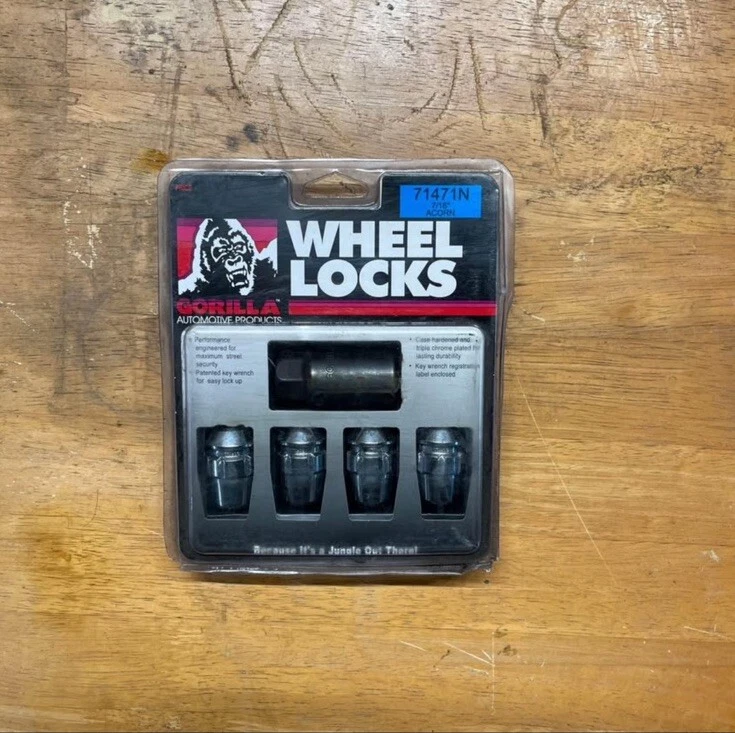 71471N
7/16"
ACORN
WHEEL
LOCKS
GORILLA
AUTOMOTIVE PRODUCTS
• Performance
engineered for
maximum street
security
• Patented key wrench
for easy lock up
• Case hardened and
triple chrome plated for
lasting durability
• Key wrench registration
label enclosed
Because It's a Jungle Out There!